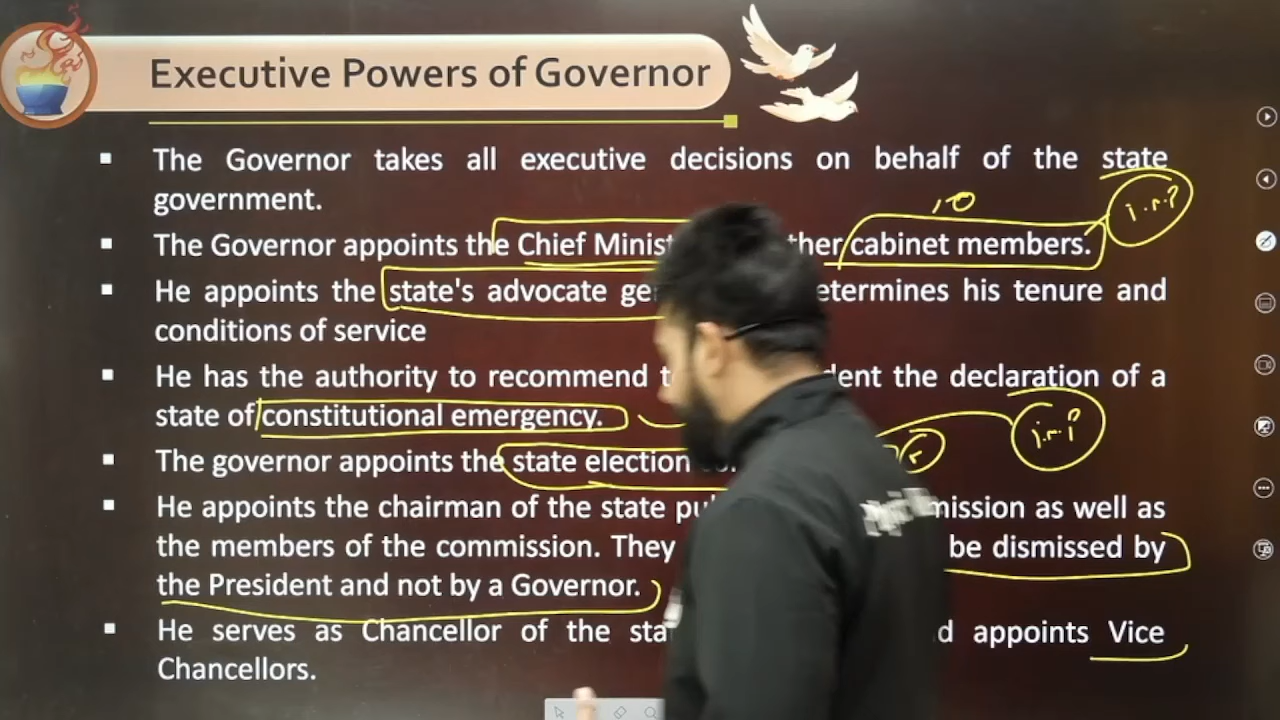 Executive Powers of Governor
▪ The Governor takes all executive decisions on behalf of the state
government.
▪ The Governor appoints the Chief Minist ther cabinet members.
▪ He appoints the state's advocate ge etermines his tenure and
conditions of service
▪ He has the authority to recommend t dent the declaration of a
state of constitutional emergency.
▪ The governor appoints the state election
▪ He appoints the chairman of the state pu mission as well as
the members of the commission. They be dismissed by
the President and not by a Governor.
▪ He serves as Chancellor of the sta d appoints Vice
Chancellors.